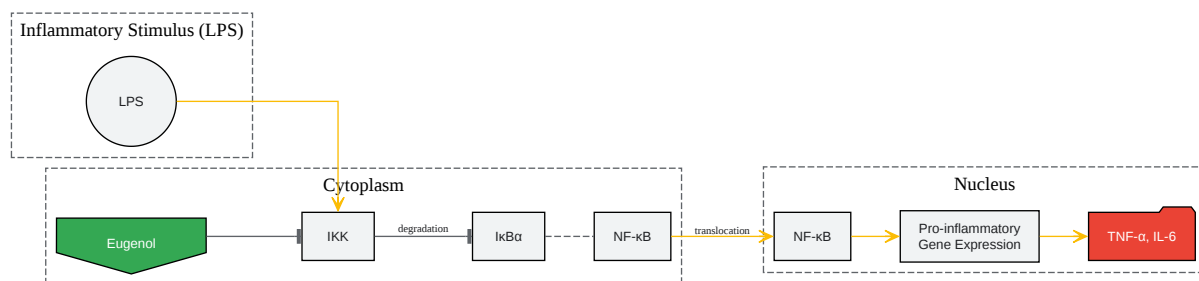 Inflammatory Stimulus (LPS)
LPS
Cytoplasm
Eugenol
IKK
degradation
IκBα
NF-κB
translocation
Nucleus
NF-κB
Pro-inflammatory
Gene Expression
TNF-α, IL-6